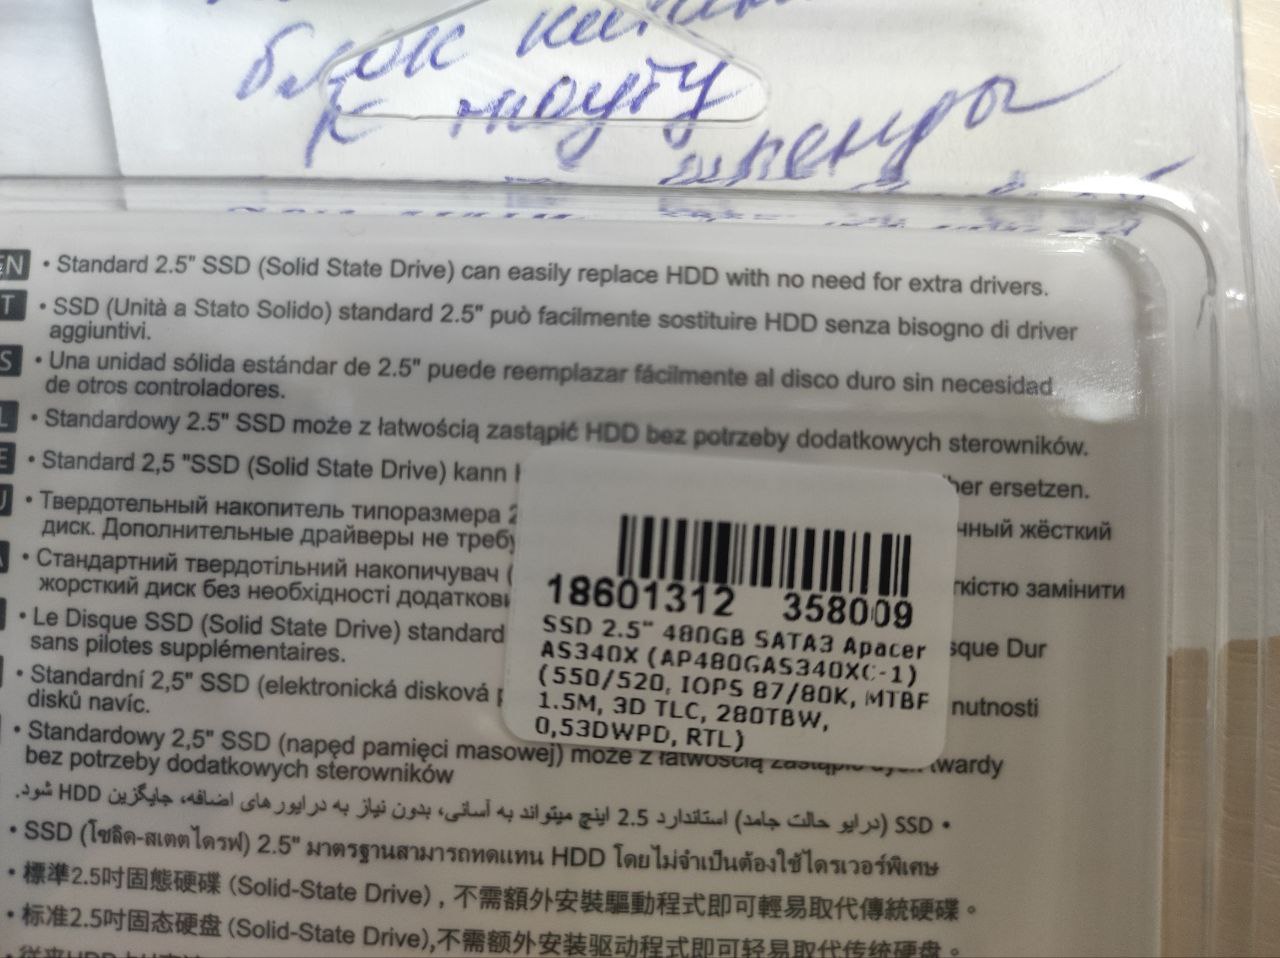 блок
к
шкенды
EN • Standard 2.5" SSD (Solid State Drive) can easily replace HDD with no need for extra drivers.
T • SSD (Unità a Stato Solido) standard 2.5" può facilmente sostituire HDD senza bisogno di driver
aggiuntivi.
S • Una unidad sólida estándar de 2.5" puede reemplazar fácilmente al disco duro sin necesidad
de otros controladores.
L • Standardowy 2.5" SSD może z łatwością zastąpić HDD bez potrzeby dodatkowych sterowników.
E • Standard 2,5 "SSD (Solid State Drive) kann ber ersetzen.
U • Твердотельный накопитель типоразмера 2 чный жёсткий
диск. Дополнительные драйверы не требу
A • Стандартний твердотільний накопичувач ( гкістю замінити
жорсткий диск без необхідності додаткови
• Le Disque SSD (Solid State Drive) standard sque Dur
sans pilotes supplémentaires.
• Standardní 2,5" SSD (elektronická disková p nutnosti
disků navíc.
• Standardowy 2,5" SSD (napęd pamięci masowej) może z łatwością zastąpić dysk twardy
bez potrzeby dodatkowych sterowników
18601312 358009
SSD 2.5" 480GB SATA3 Apacer
AS340X (AP480GAS340XC-1)
(550/520, IOPS 87/80K, MTBF
1.5M, 3D TLC, 280TBW,
0,53DWPD, RTL)
• SSD (درایو حالت جامد) استاندارد 2.5 اینچ میتواند به آسانی، بدون نیاز به درایور های اضافه، جایگزین HDD شود.
• SSD (โซลิด-สเตตไดรฟ์) 2.5" มาตรฐานสามารถทดแทน HDD โดยไม่จำเป็นต้องใช้ไดรเวอร์พิเศษ
• 標準2.5吋固態硬碟 (Solid-State Drive) , 不需額外安裝驅動程式即可輕易取代傳統硬碟。
• 标准2.5吋固态硬盘 (Solid-State Drive),不需额外安装驱动程式即可轻易取代传统硬盘。